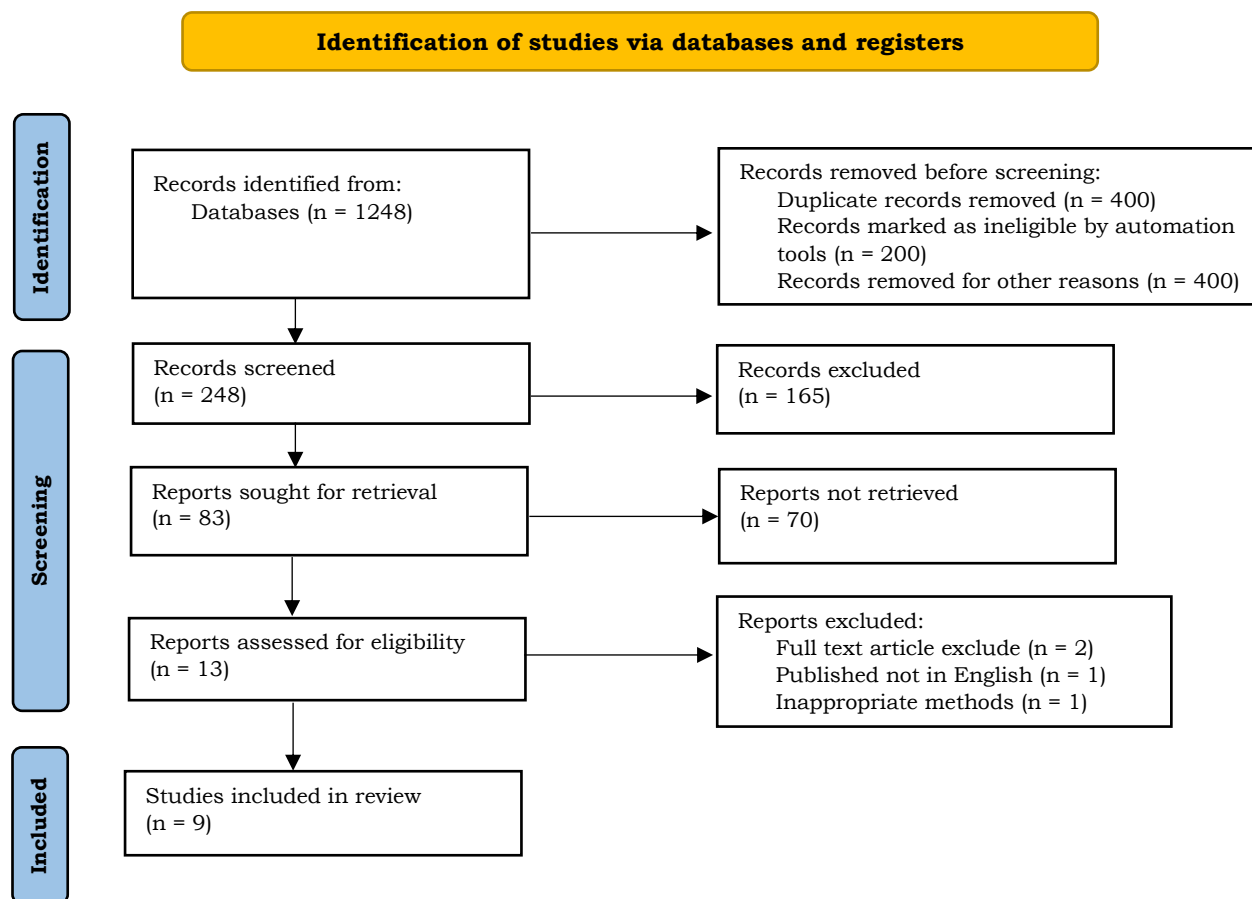 Identification of studies via databases and registers
Identification
Records identified from:
Databases (n = 1248)
Records removed before screening:
Duplicate records removed (n = 400)
Records marked as ineligible by automation
tools (n = 200)
Records removed for other reasons (n = 400)
Screening
Records screened
(n = 248)
Records excluded
(n = 165)
Reports sought for retrieval
(n = 83)
Reports not retrieved
(n = 70)
Reports assessed for eligibility
(n = 13)
Reports excluded:
Full text article exclude (n = 2)
Published not in English (n = 1)
Inappropriate methods (n = 1)
Included
Studies included in review
(n = 9)